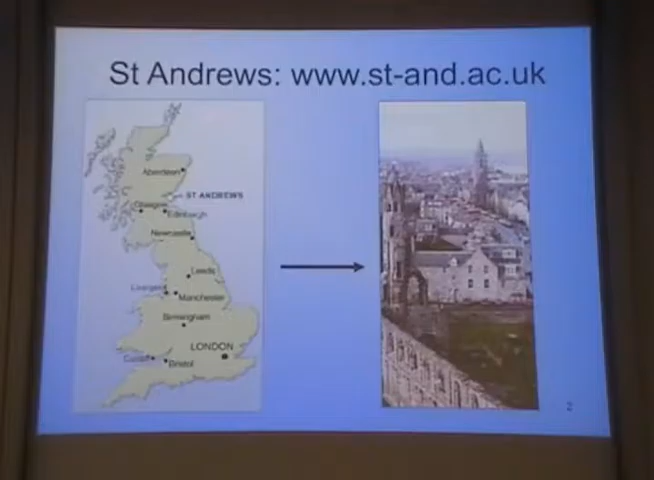 St Andrews: www.st-and.ac.uk
Aberdeen
ST ANDREWS
Glasgow
Edinburgh
Newcastle
Leeds
Liverpool
Manchester
Birmingham
LONDON
Cardiff
Bristol